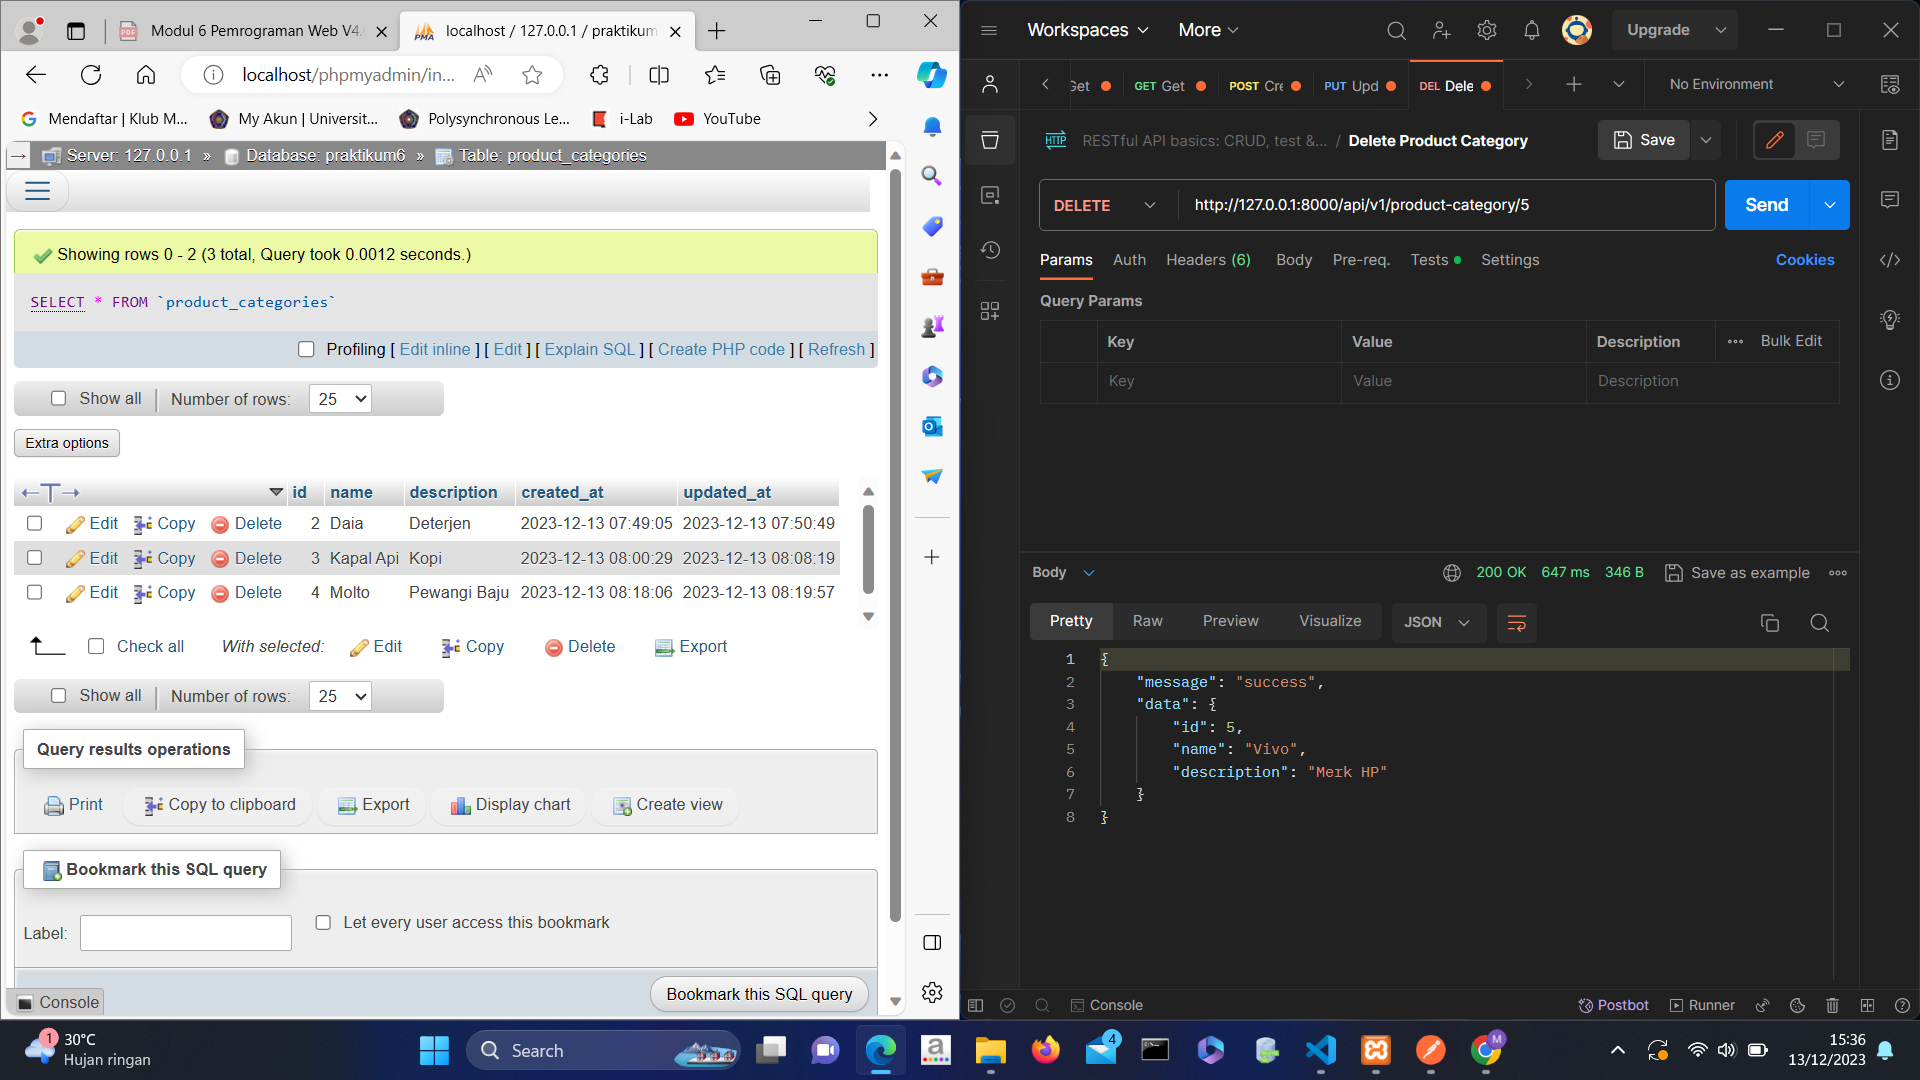 Modul 6 Pemrograman Web V4.
localhost / 127.0.0.1 / praktikum
localhost/phpmyadmin/in...
Mendaftar | Klub M...
My Akun | Universit...
Polysynchronous Le...
i-Lab
YouTube
Server: 127.0.0.1 » Database: praktikum6 » Table: product_categories
Showing rows 0 - 2 (3 total, Query took 0.0012 seconds.)
SELECT * FROM `product_categories`
Profiling [ Edit inline ] [ Edit ] [ Explain SQL ] [ Create PHP code ] [ Refresh ]
Show all Number of rows: 25
Extra options
id name description created_at updated_at
Edit Copy Delete 2 Daia Deterjen 2023-12-13 07:49:05 2023-12-13 07:50:49
Edit Copy Delete 3 Kapal Api Kopi 2023-12-13 08:00:29 2023-12-13 08:08:19
Edit Copy Delete 4 Molto Pewangi Baju 2023-12-13 08:18:06 2023-12-13 08:19:57
Check all With selected: Edit Copy Delete Export
Show all Number of rows: 25
Query results operations
Print Copy to clipboard Export Display chart Create view
Bookmark this SQL query
Label: Let every user access this bookmark
Bookmark this SQL query
Console
Workspaces More Upgrade
Get GET Get POST Cre PUT Upd DEL Dele No Environment
HTTP RESTful API basics: CRUD, test &... / Delete Product Category Save
DELETE http://127.0.0.1:8000/api/v1/product-category/5 Send
Params Auth Headers (6) Body Pre-req. Tests Settings Cookies
Query Params
Key Value Description Bulk Edit
Key Value Description
Body 200 OK 647 ms 346 B Save as example
Pretty Raw Preview Visualize JSON
1 {
2 "message": "success",
3 "data": {
4 "id": 5,
5 "name": "Vivo",
6 "description": "Merk HP"
7 }
8 }
Console Postbot Runner
1 30°C
Hujan ringan
Search
4
M
15:36
13/12/2023